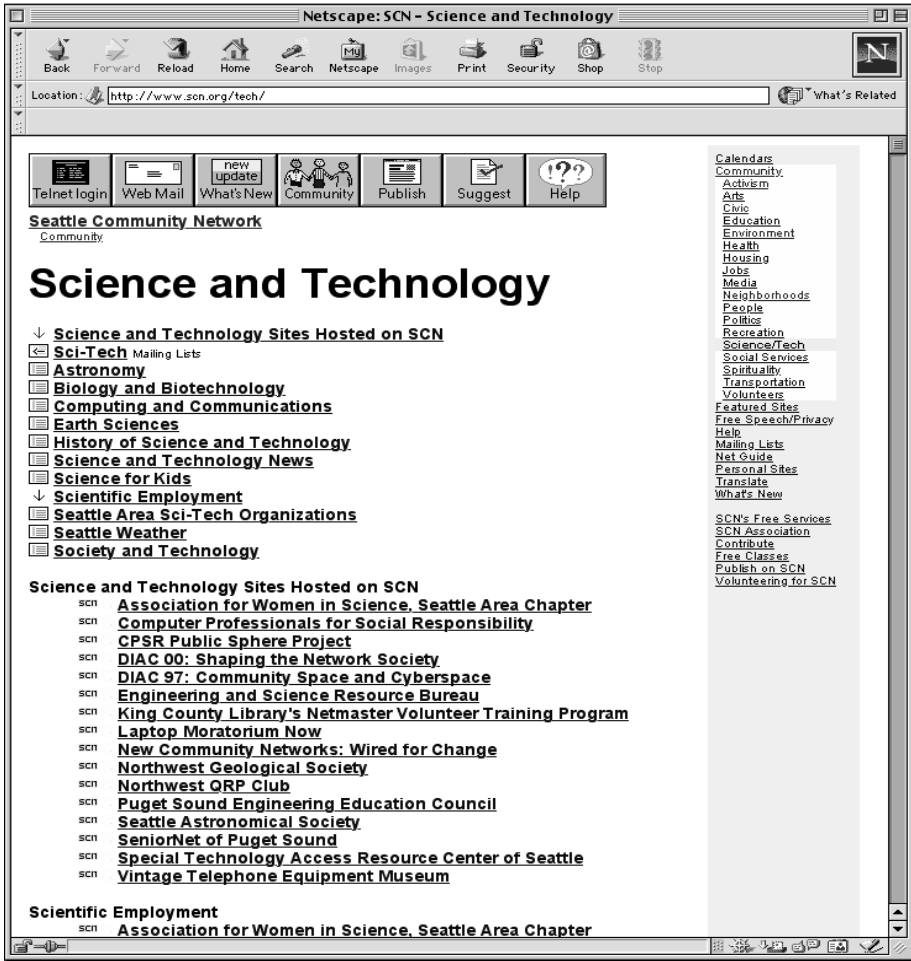 Netscape: SCN - Science and Technology
Back Forward Reload Home Search Netscape Images Print Security Shop Stop
My
N
Location: http://www.scn.org/tech/ What's Related
new
update
!??
Telnet login Web Mail What's New Community Publish Suggest Help
Seattle Community Network
Community
Science and Technology
Science and Technology Sites Hosted on SCN
Sci-Tech Mailing Lists
Astronomy
Biology and Biotechnology
Computing and Communications
Earth Sciences
History of Science and Technology
Science and Technology News
Science for Kids
Scientific Employment
Seattle Area Sci-Tech Organizations
Seattle Weather
Society and Technology
Science and Technology Sites Hosted on SCN
scn Association for Women in Science, Seattle Area Chapter
scn Computer Professionals for Social Responsibility
scn CPSR Public Sphere Project
scn DIAC 00: Shaping the Network Society
scn DIAC 97: Community Space and Cyberspace
scn Engineering and Science Resource Bureau
scn King County Library's Netmaster Volunteer Training Program
scn Laptop Moratorium Now
scn New Community Networks: Wired for Change
scn Northwest Geological Society
scn Northwest QRP Club
scn Puget Sound Engineering Education Council
scn Seattle Astronomical Society
scn SeniorNet of Puget Sound
scn Special Technology Access Resource Center of Seattle
scn Vintage Telephone Equipment Museum
Scientific Employment
scn Association for Women in Science, Seattle Area Chapter
Calendars
Community
Activism
Arts
Civic
Education
Environment
Health
Housing
Jobs
Media
Neighborhoods
People
Politics
Recreation
Science/Tech
Social Services
Spirituality
Transportation
Volunteers
Featured Sites
Free Speech/Privacy
Help
Mailing Lists
Net Guide
Personal Sites
Translate
What's New
SCN's Free Services
SCN Association
Contribute
Free Classes
Publish on SCN
Volunteering for SCN